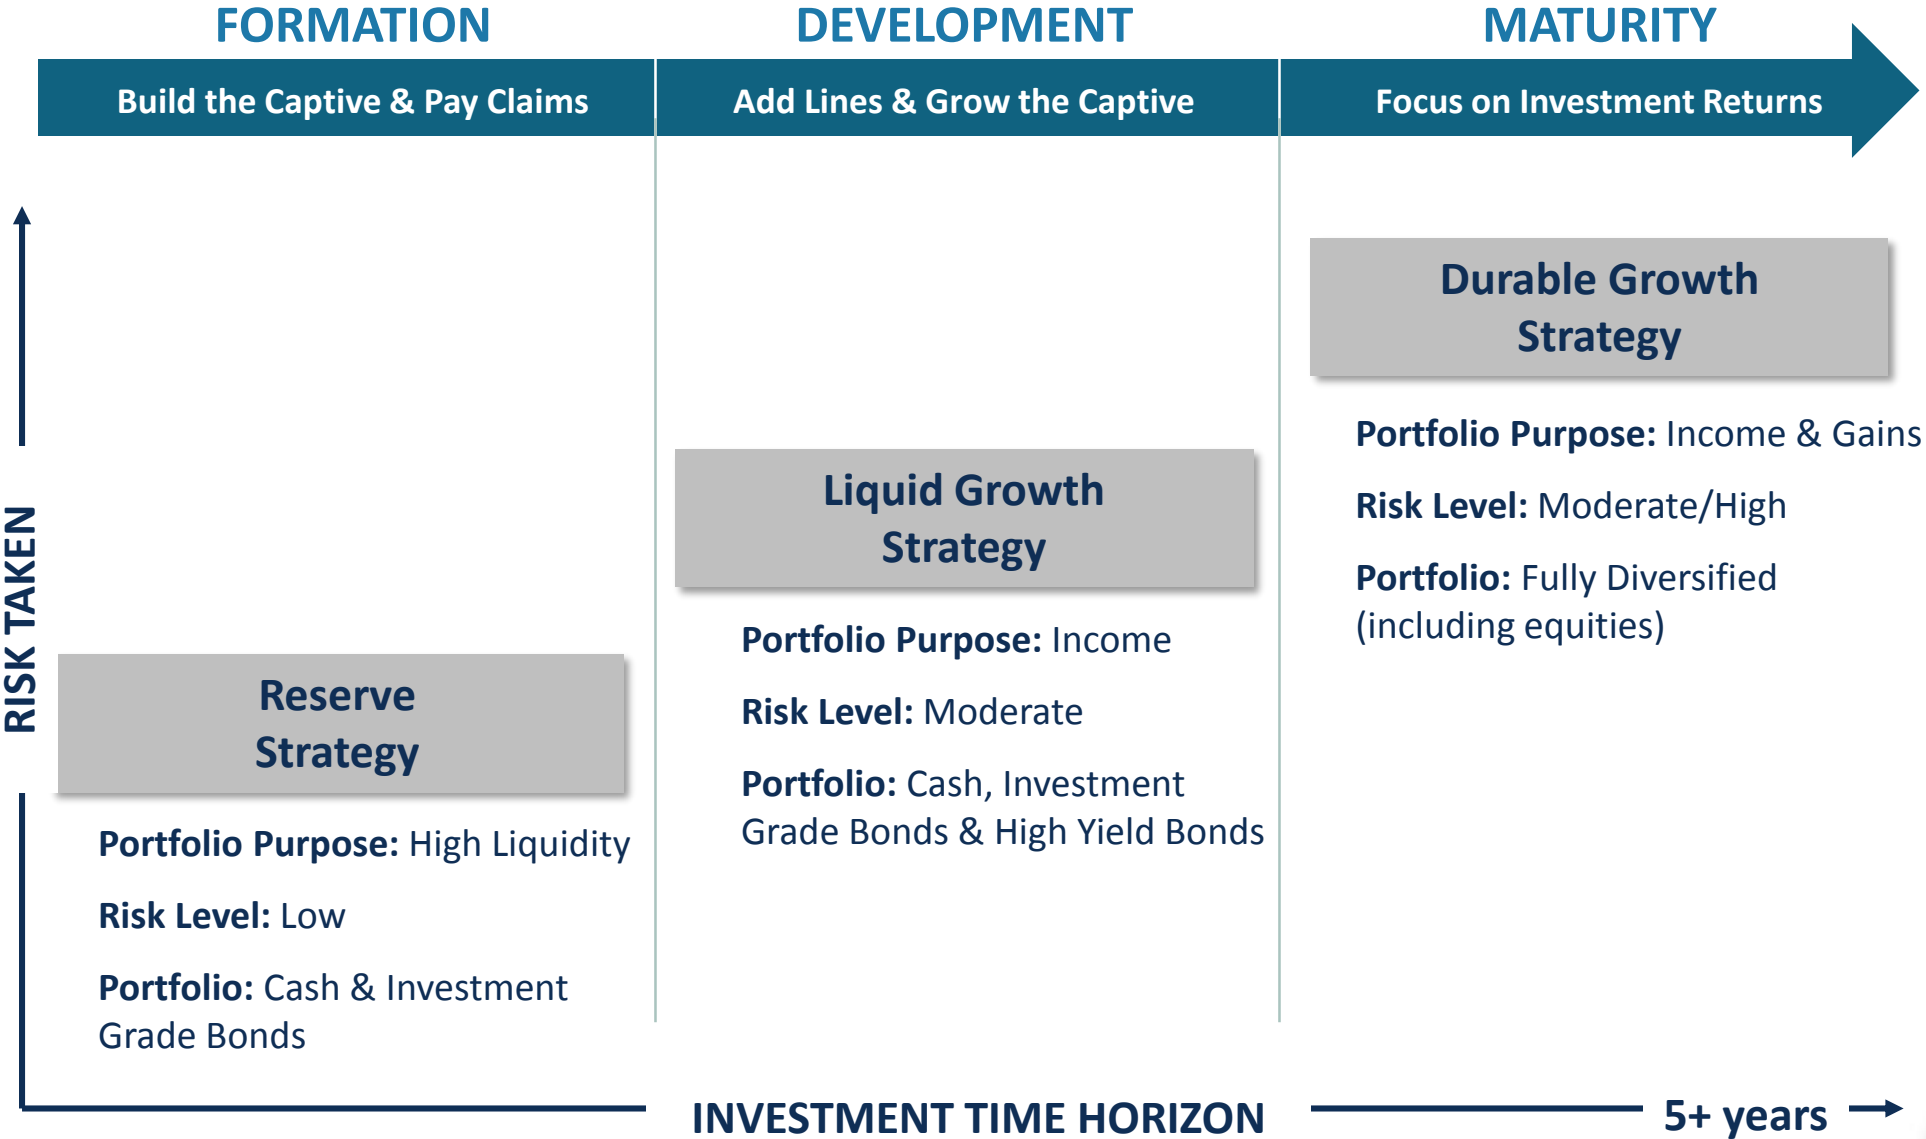 FORMATION
Build the Captive & Pay Claims
DEVELOPMENT
Add Lines & Grow the Captive
MATURITY
Focus on Investment Returns
RISK TAKEN
Reserve
Strategy
Portfolio Purpose: High Liquidity
Risk Level: Low
Portfolio: Cash & Investment
Grade Bonds
Liquid Growth
Strategy
Portfolio Purpose: Income
Risk Level: Moderate
Portfolio: Cash, Investment
Grade Bonds & High Yield Bonds
Durable Growth
Strategy
Portfolio Purpose: Income & Gains
Risk Level: Moderate/High
Portfolio: Fully Diversified
(including equities)
INVESTMENT TIME HORIZON
5+ years